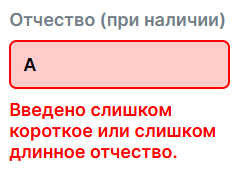 Отчество (при наличии)
А
Введено слишком
короткое или слишком
длинное отчество.